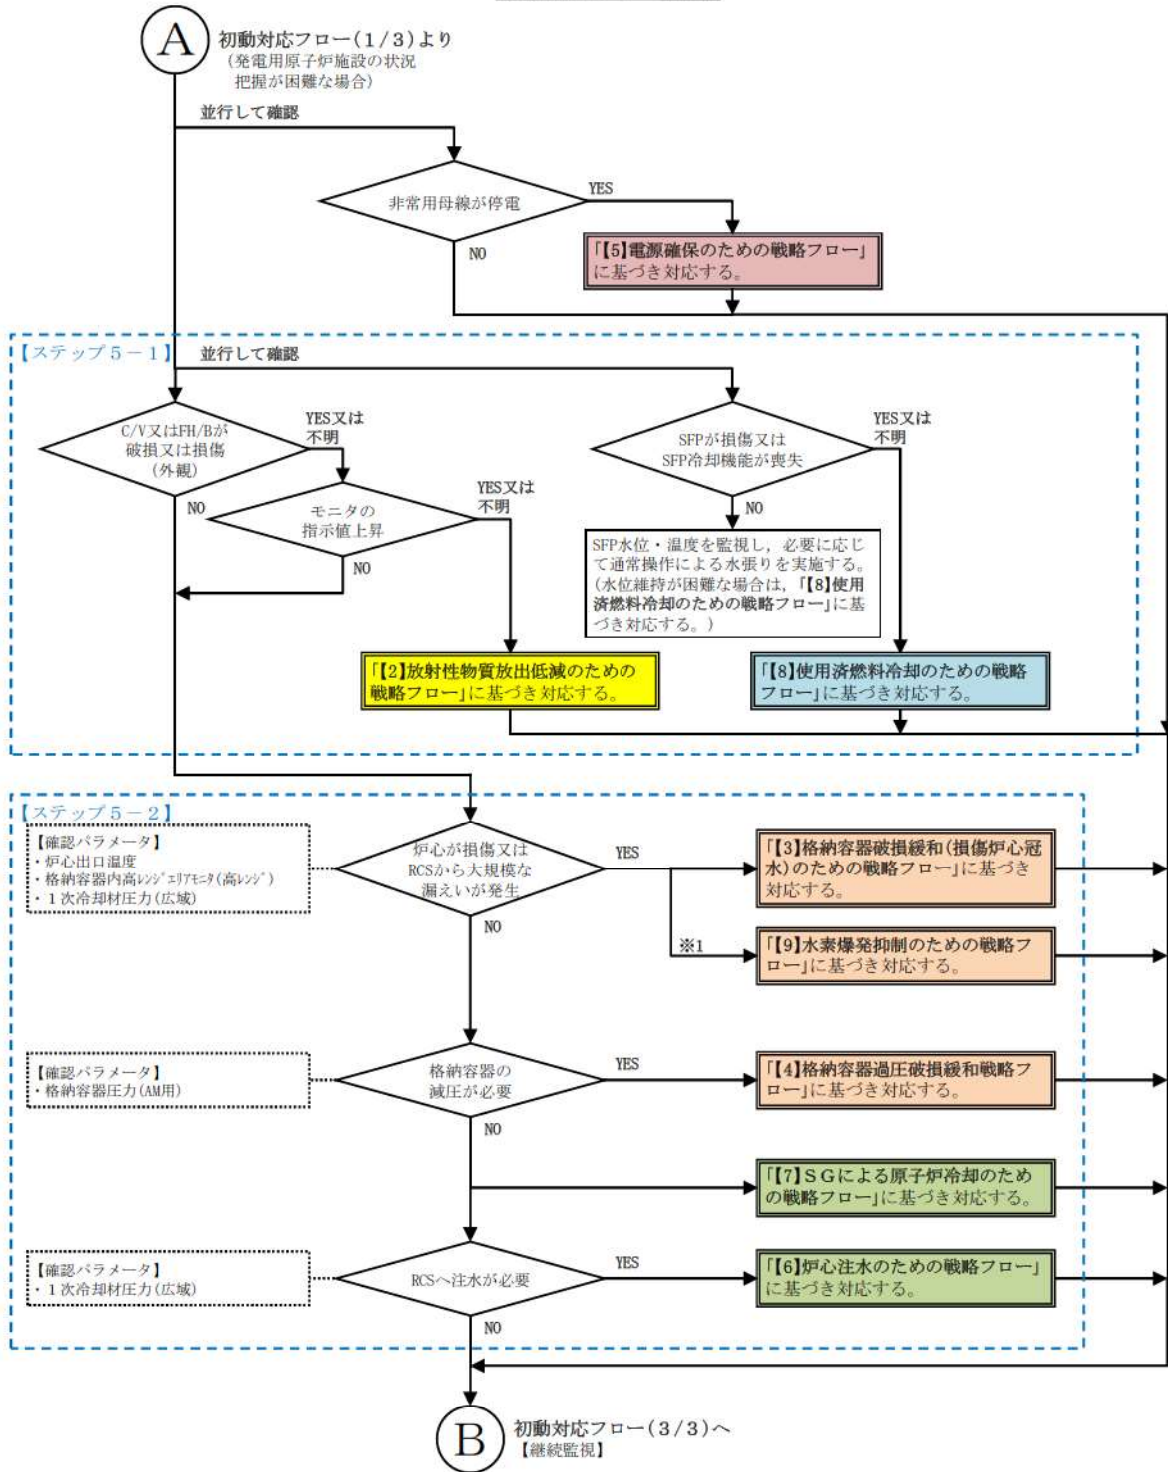 A
初動対応フロー(1/3)より
(発電用原子炉施設の状況
把握が困難な場合)
並行して確認
非常用母線が停電
YES
NO
「【5】電源確保のための戦略フロー」
に基づき対応する。
【ステップ5-1】
並行して確認
C/V又はFH/Bが
破損又は損傷
(外観)
YES又は
不明
NO
モニタの
指示値上昇
YES又は
不明
NO
SFPが損傷又は
SFP冷却機能が喪失
YES又は
不明
NO
SFP水位・温度を監視し，必要に応じ
て通常操作による水張りを実施する。
(水位維持が困難な場合は，「【8】使用
済燃料冷却のための戦略フロー」に基
づき対応する。)
「【2】放射性物質放出低減のための
戦略フロー」に基づき対応する。
「【8】使用済燃料冷却のための戦略
フロー」に基づき対応する。
【ステップ5-2】
【確認パラメータ】
・炉心出口温度
・格納容器内高ﾚﾝｼﾞｴﾘｱﾓﾆﾀ(高ﾚﾝｼﾞ)
・1次冷却材圧力(広域)
炉心が損傷又は
RCSから大規模な
漏えいが発生
YES
NO
「【3】格納容器破損緩和(損傷炉心冠
水)のための戦略フロー」に基づき
対応する。
※1
「【9】水素爆発抑制のための戦略フ
ロー」に基づき対応する。
【確認パラメータ】
・格納容器圧力(AM用)
格納容器の
減圧が必要
YES
NO
「【4】格納容器過圧破損緩和戦略フ
ロー」に基づき対応する。
「【7】ＳＧによる原子炉冷却のため
の戦略フロー」に基づき対応する。
【確認パラメータ】
・1次冷却材圧力(広域)
RCSへ注水が必要
YES
NO
「【6】炉心注水のための戦略フロー」
に基づき対応する。
B
初動対応フロー(3/3)へ
【継続監視】